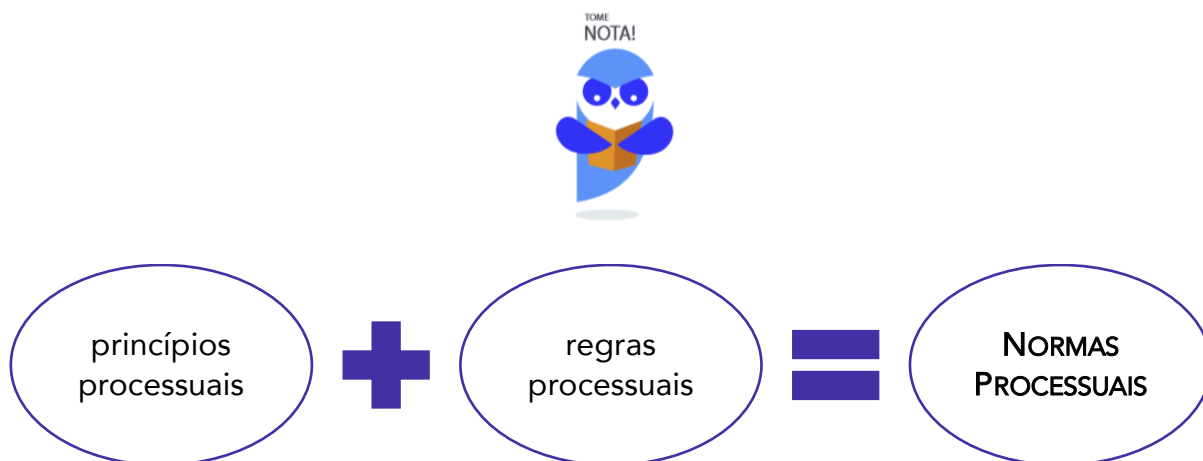 TOME
NOTA!
princípios
processuais
regras
processuais
NORMAS
PROCESSUAIS